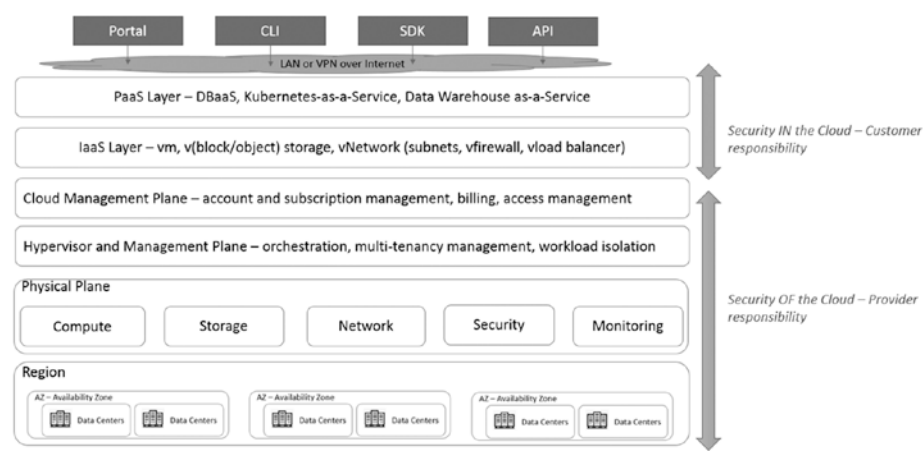 Portal
CLI
SDK
API
LAN or VPN over Internet
PaaS Layer – DBaaS, Kubernetes-as-a-Service, Data Warehouse as-a-Service
IaaS Layer – vm, v(block/object) storage, vNetwork (subnets, vfirewall, vload balancer)
Security IN the Cloud – Customer
responsibility
Cloud Management Plane – account and subscription management, billing, access management
Hypervisor and Management Plane – orchestration, multi-tenancy management, workload isolation
Physical Plane
Compute
Storage
Network
Security
Monitoring
Security OF the Cloud – Provider
responsibility
Region
AZ – Availability Zone
Data Centers
Data Centers
AZ – Availability Zone
Data Centers
Data Centers
AZ – Availability Zone
Data Centers
Data Centers